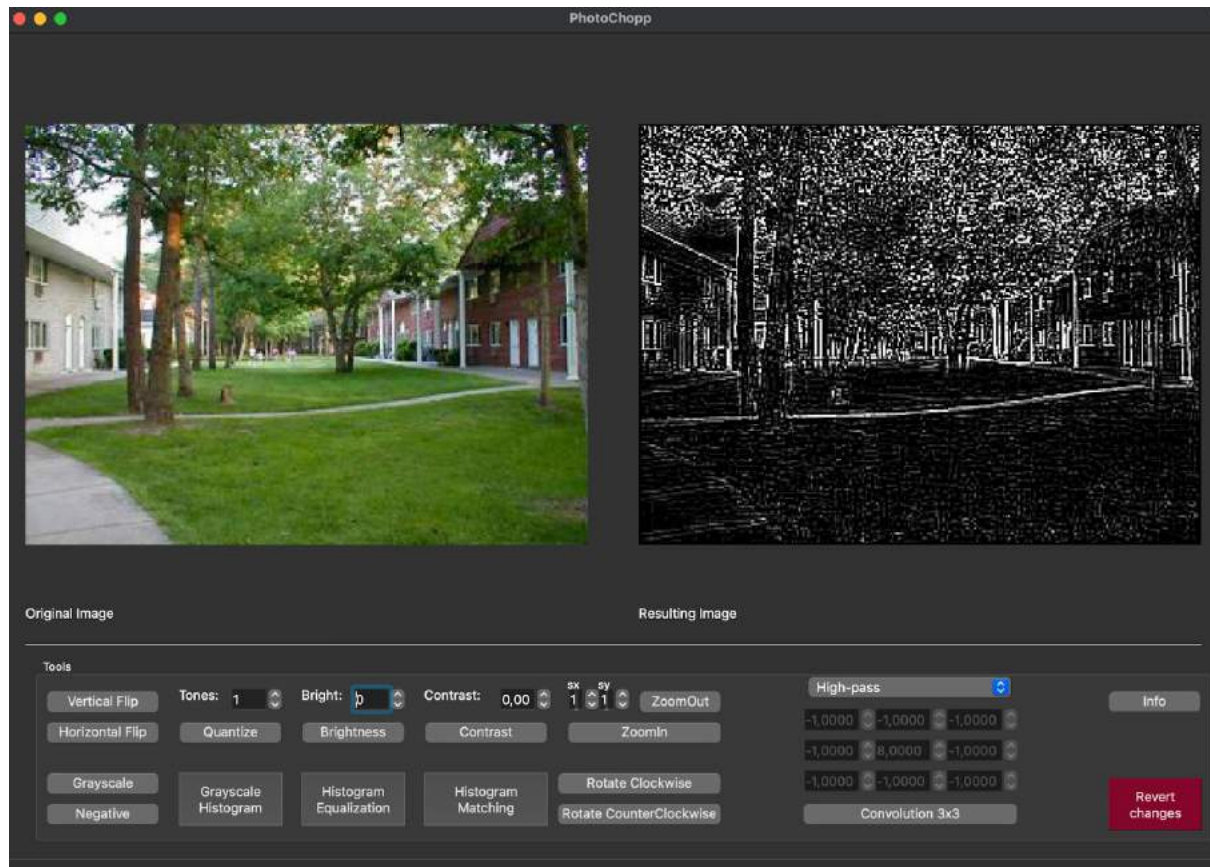 PhotoChopp
Original Image
Resulting Image
Tools
Vertical Flip
Tones: 1
Bright: 0
Contrast: 0,00
sx sy
1 1
ZoomOut
High-pass
Info
Horizontal Flip
Quantize
Brightness
Contrast
ZoomIn
-1,0000 -1,0000 -1,0000
-1,0000 8,0000 -1,0000
-1,0000 -1,0000 -1,0000
Grayscale
Negative
Grayscale
Histogram
Histogram
Equalization
Histogram
Matching
Rotate Clockwise
Rotate CounterClockwise
Convolution 3x3
Revert
changes